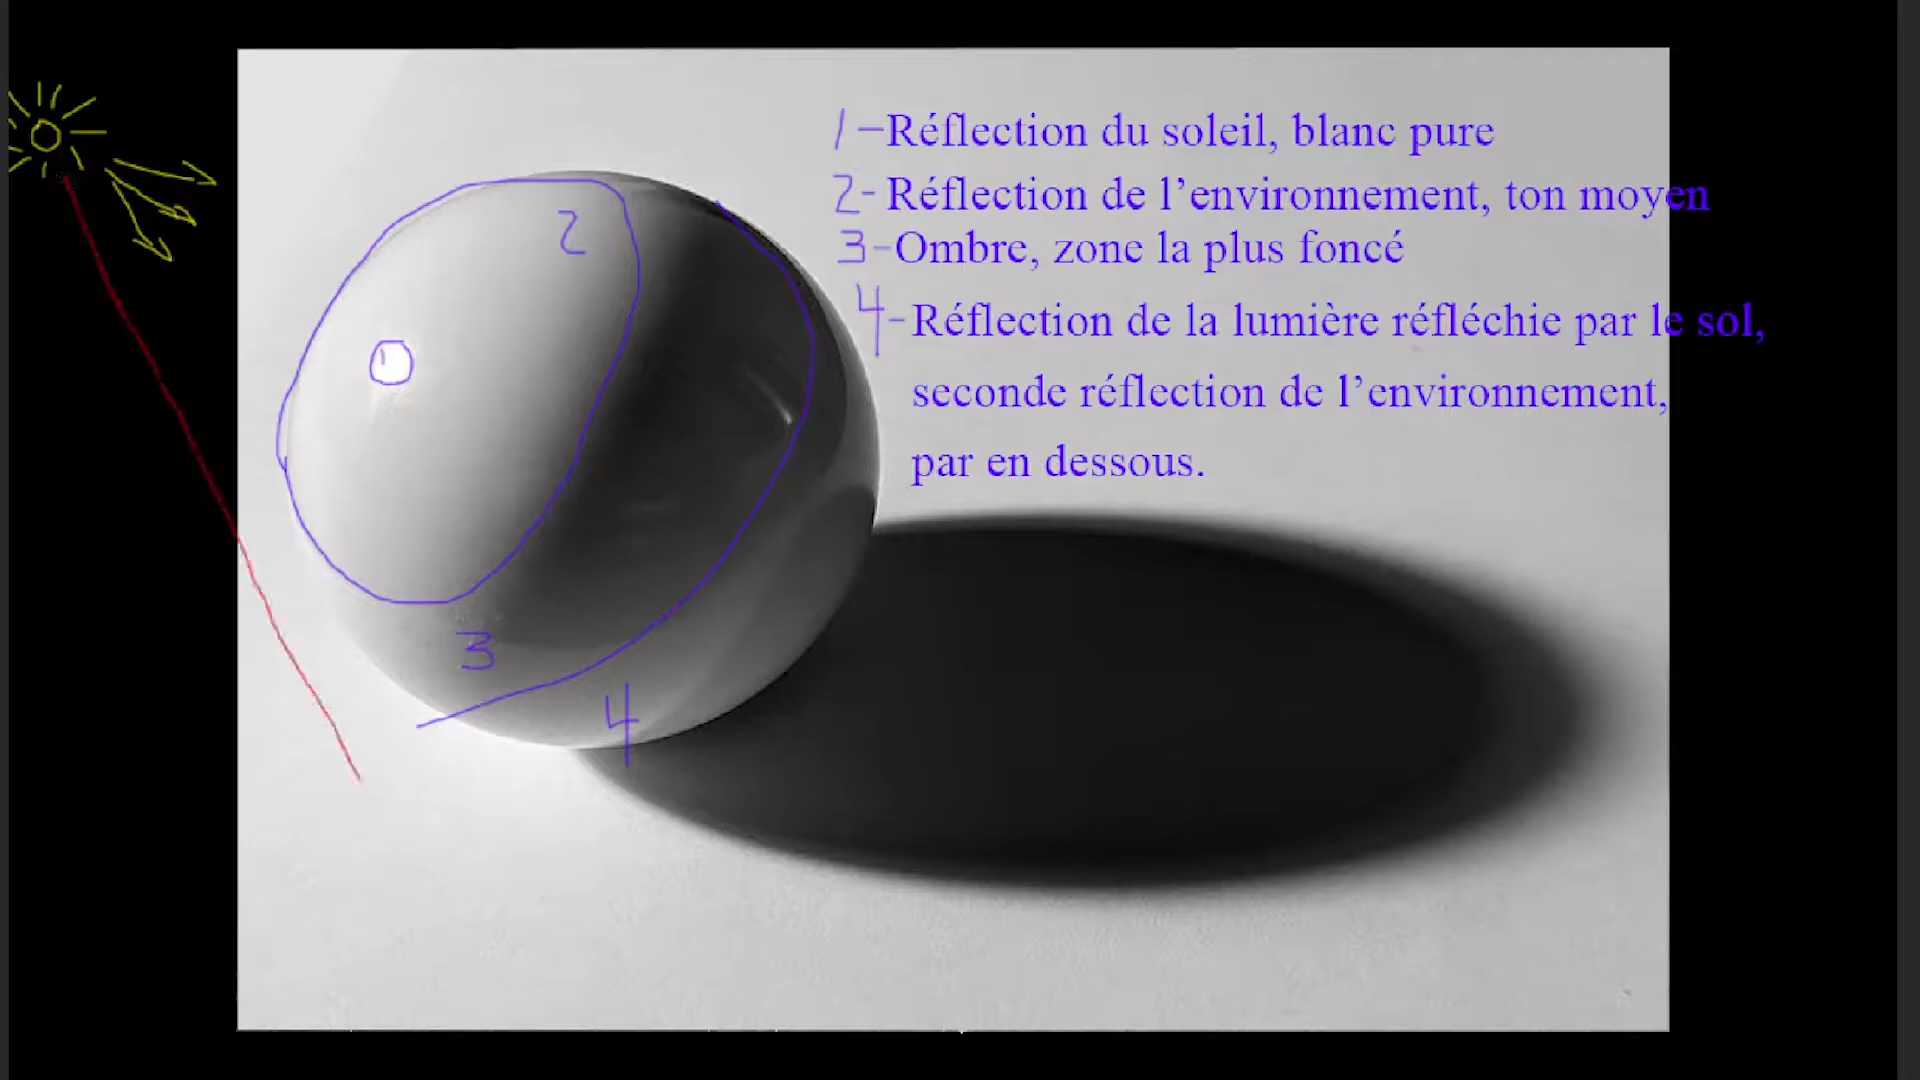 1-Réflection du soleil, blanc pure
2- Réflection de l'environnement, ton moyen
3-Ombre, zone la plus foncé
4-Réflection de la lumière réfléchie par le sol,
seconde réflection de l'environnement,
par en dessous.
2
1
3
4